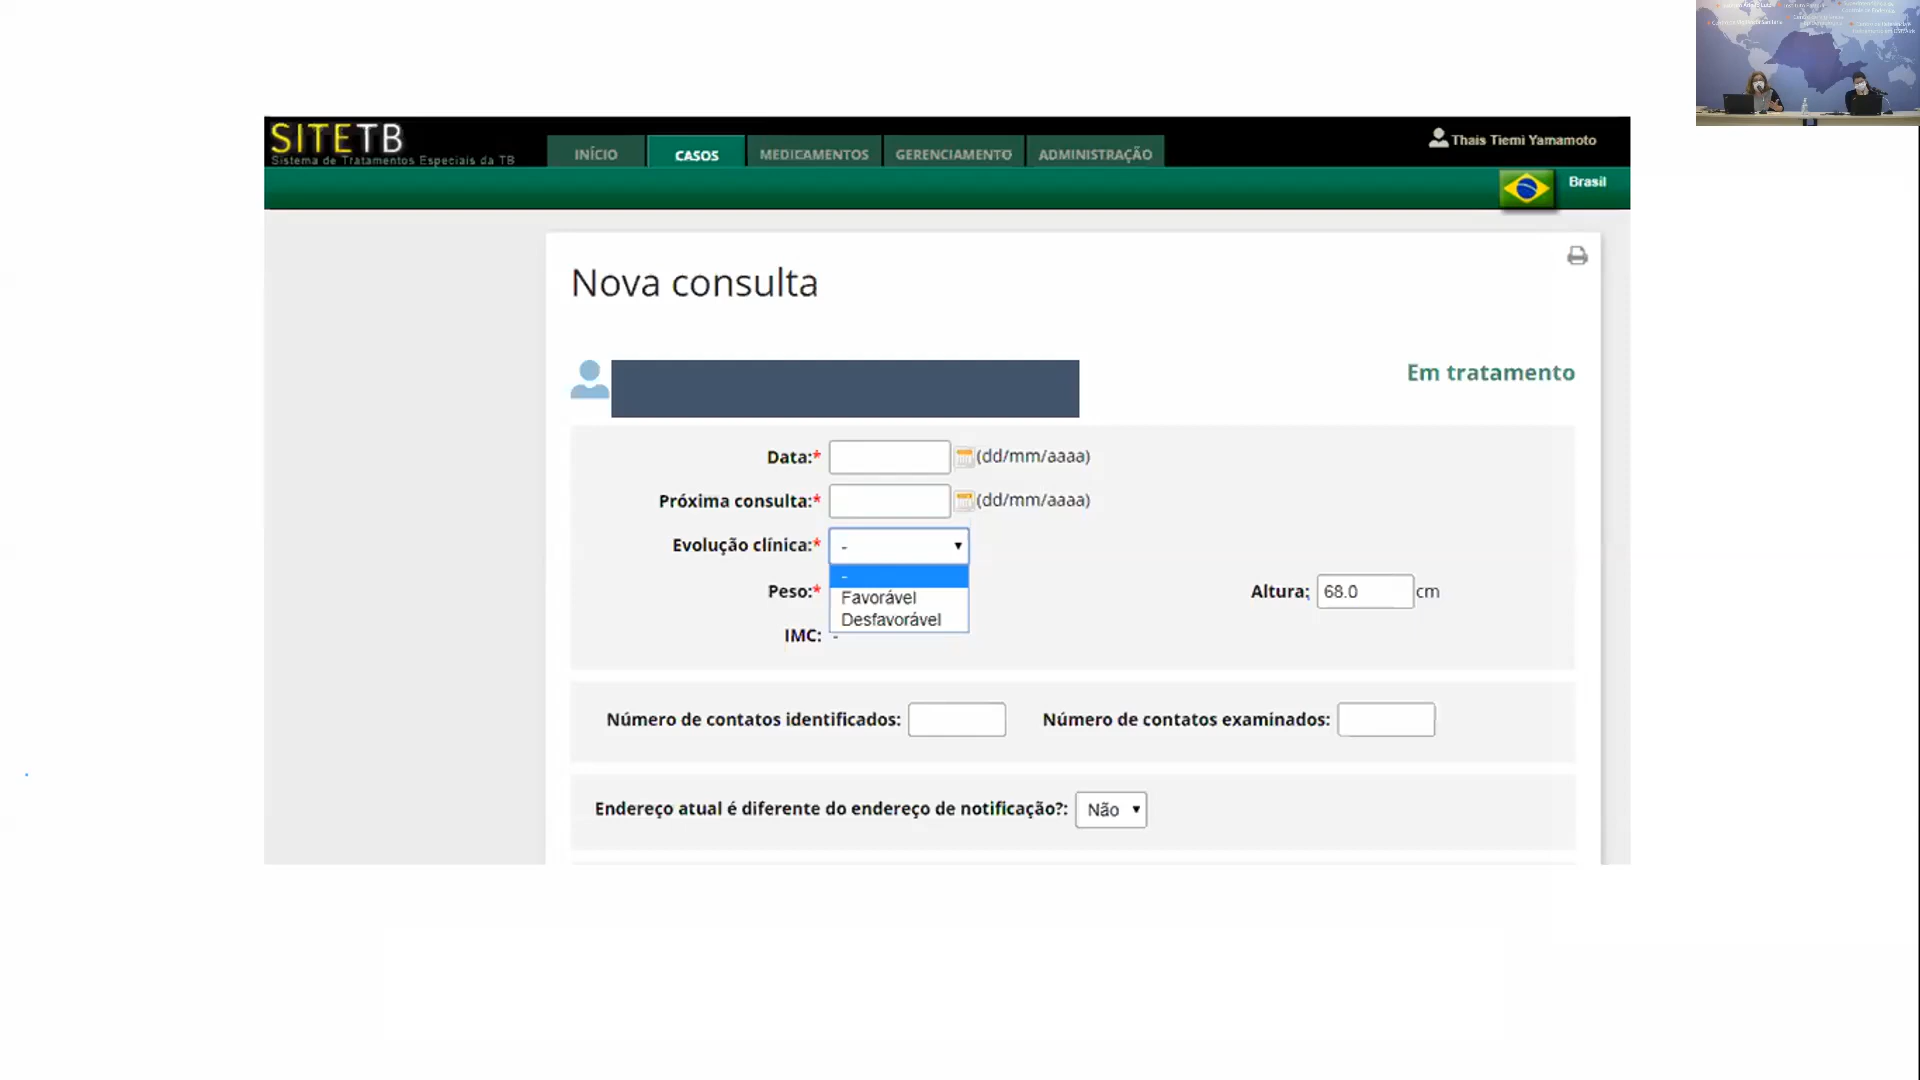 SITETB
Sistema de Tratamentos Especiais da TB
INÍCIO
CASOS
MEDICAMENTOS
GERENCIAMENTO
ADMINISTRAÇÃO
Thais Tiemi Yamamoto
Brasil
Nova consulta
Em tratamento
Data:* (dd/mm/aaaa)
Próxima consulta:* (dd/mm/aaaa)
Evolução clínica:* -
-
Favorável
Desfavorável
Peso:*
Altura: 68.0 cm
IMC: -
Número de contatos identificados:
Número de contatos examinados:
Endereço atual é diferente do endereço de notificação?: Não